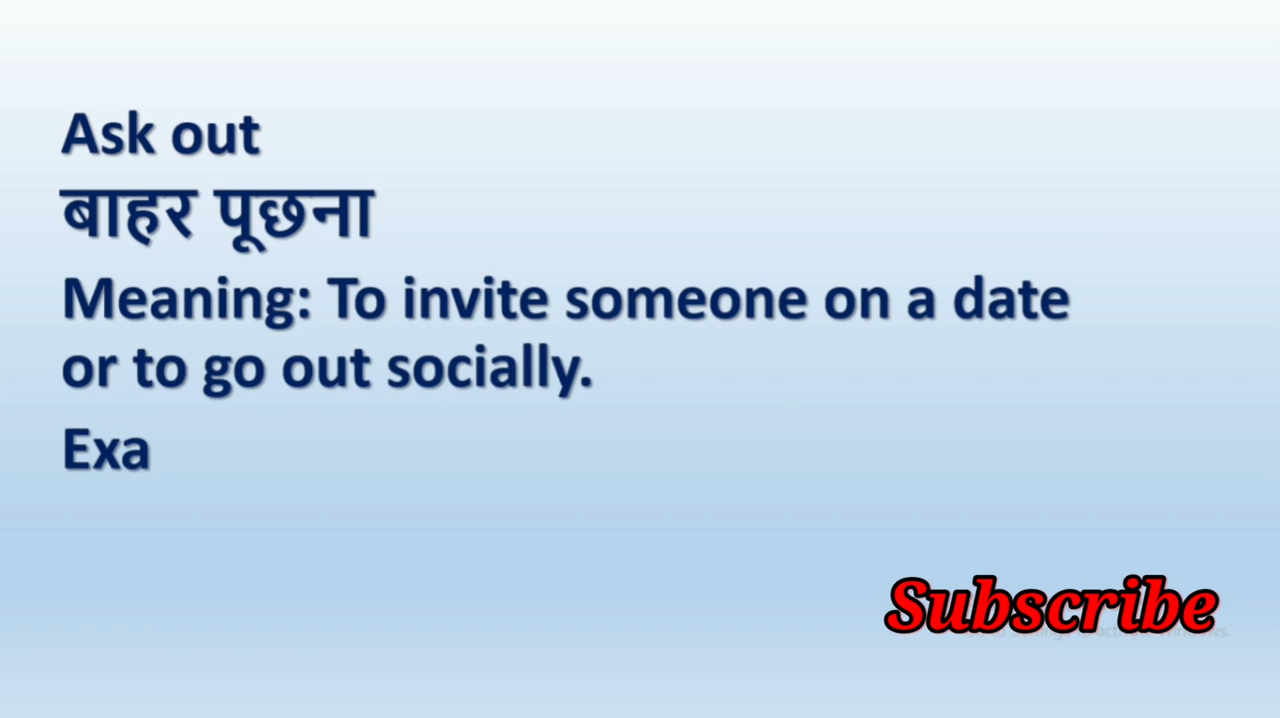 Ask out
बाहर पूछना
Meaning: To invite someone on a date
or to go out socially.
Exa
Subscribe